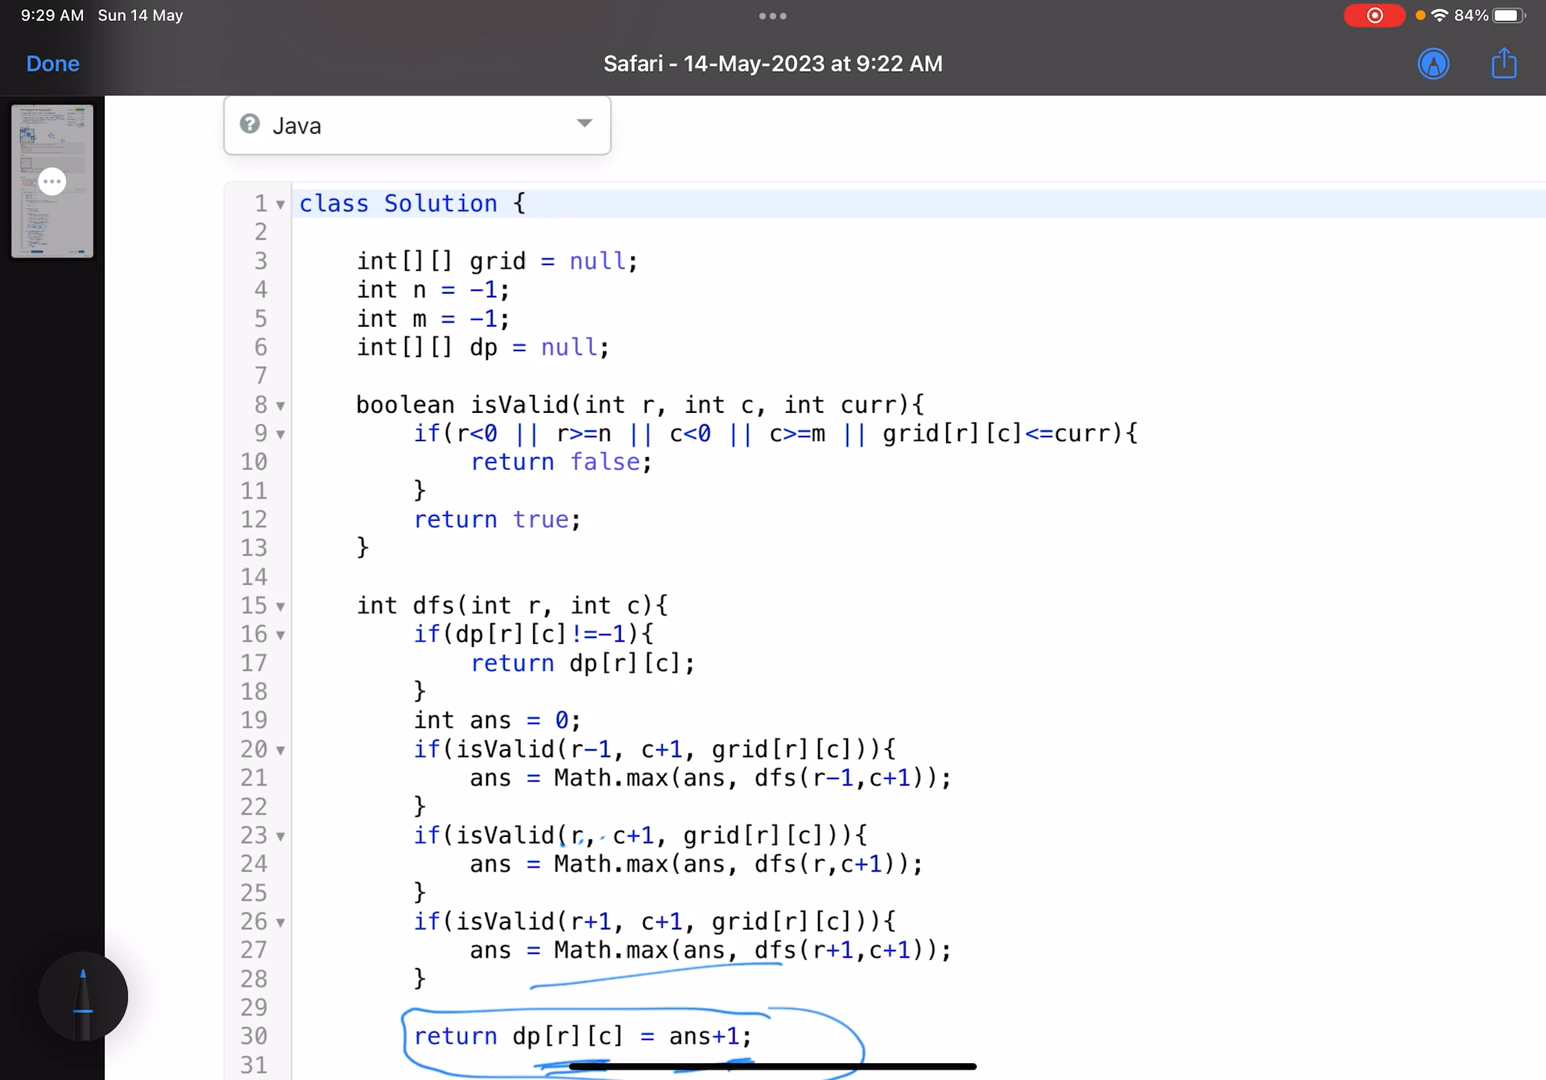 9:29 AM Sun 14 May
84%
Done
Safari - 14-May-2023 at 9:22 AM
Java
1 class Solution {
2
3 int[][] grid = null;
4 int n = -1;
5 int m = -1;
6 int[][] dp = null;
7
8 boolean isValid(int r, int c, int curr){
9 if(r<0 || r>=n || c<0 || c>=m || grid[r][c]<=curr){
10 return false;
11 }
12 return true;
13 }
14
15 int dfs(int r, int c){
16 if(dp[r][c]!=-1){
17 return dp[r][c];
18 }
19 int ans = 0;
20 if(isValid(r-1, c+1, grid[r][c])){
21 ans = Math.max(ans, dfs(r-1,c+1));
22 }
23 if(isValid(r, c+1, grid[r][c])){
24 ans = Math.max(ans, dfs(r,c+1));
25 }
26 if(isValid(r+1, c+1, grid[r][c])){
27 ans = Math.max(ans, dfs(r+1,c+1));
28 }
29
30 return dp[r][c] = ans+1;
31